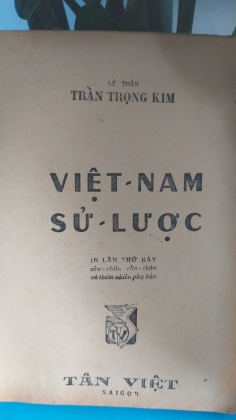 LỆ THẦN
TRẦN TRỌNG KIM
VIỆT-NAM
SỬ-LƯỢC
IN LẦN THỨ BẢY
sửa-chữa, cẩn-thận
và thêm nhiều phụ bản
TV
TÂN VIỆT
SAIGON